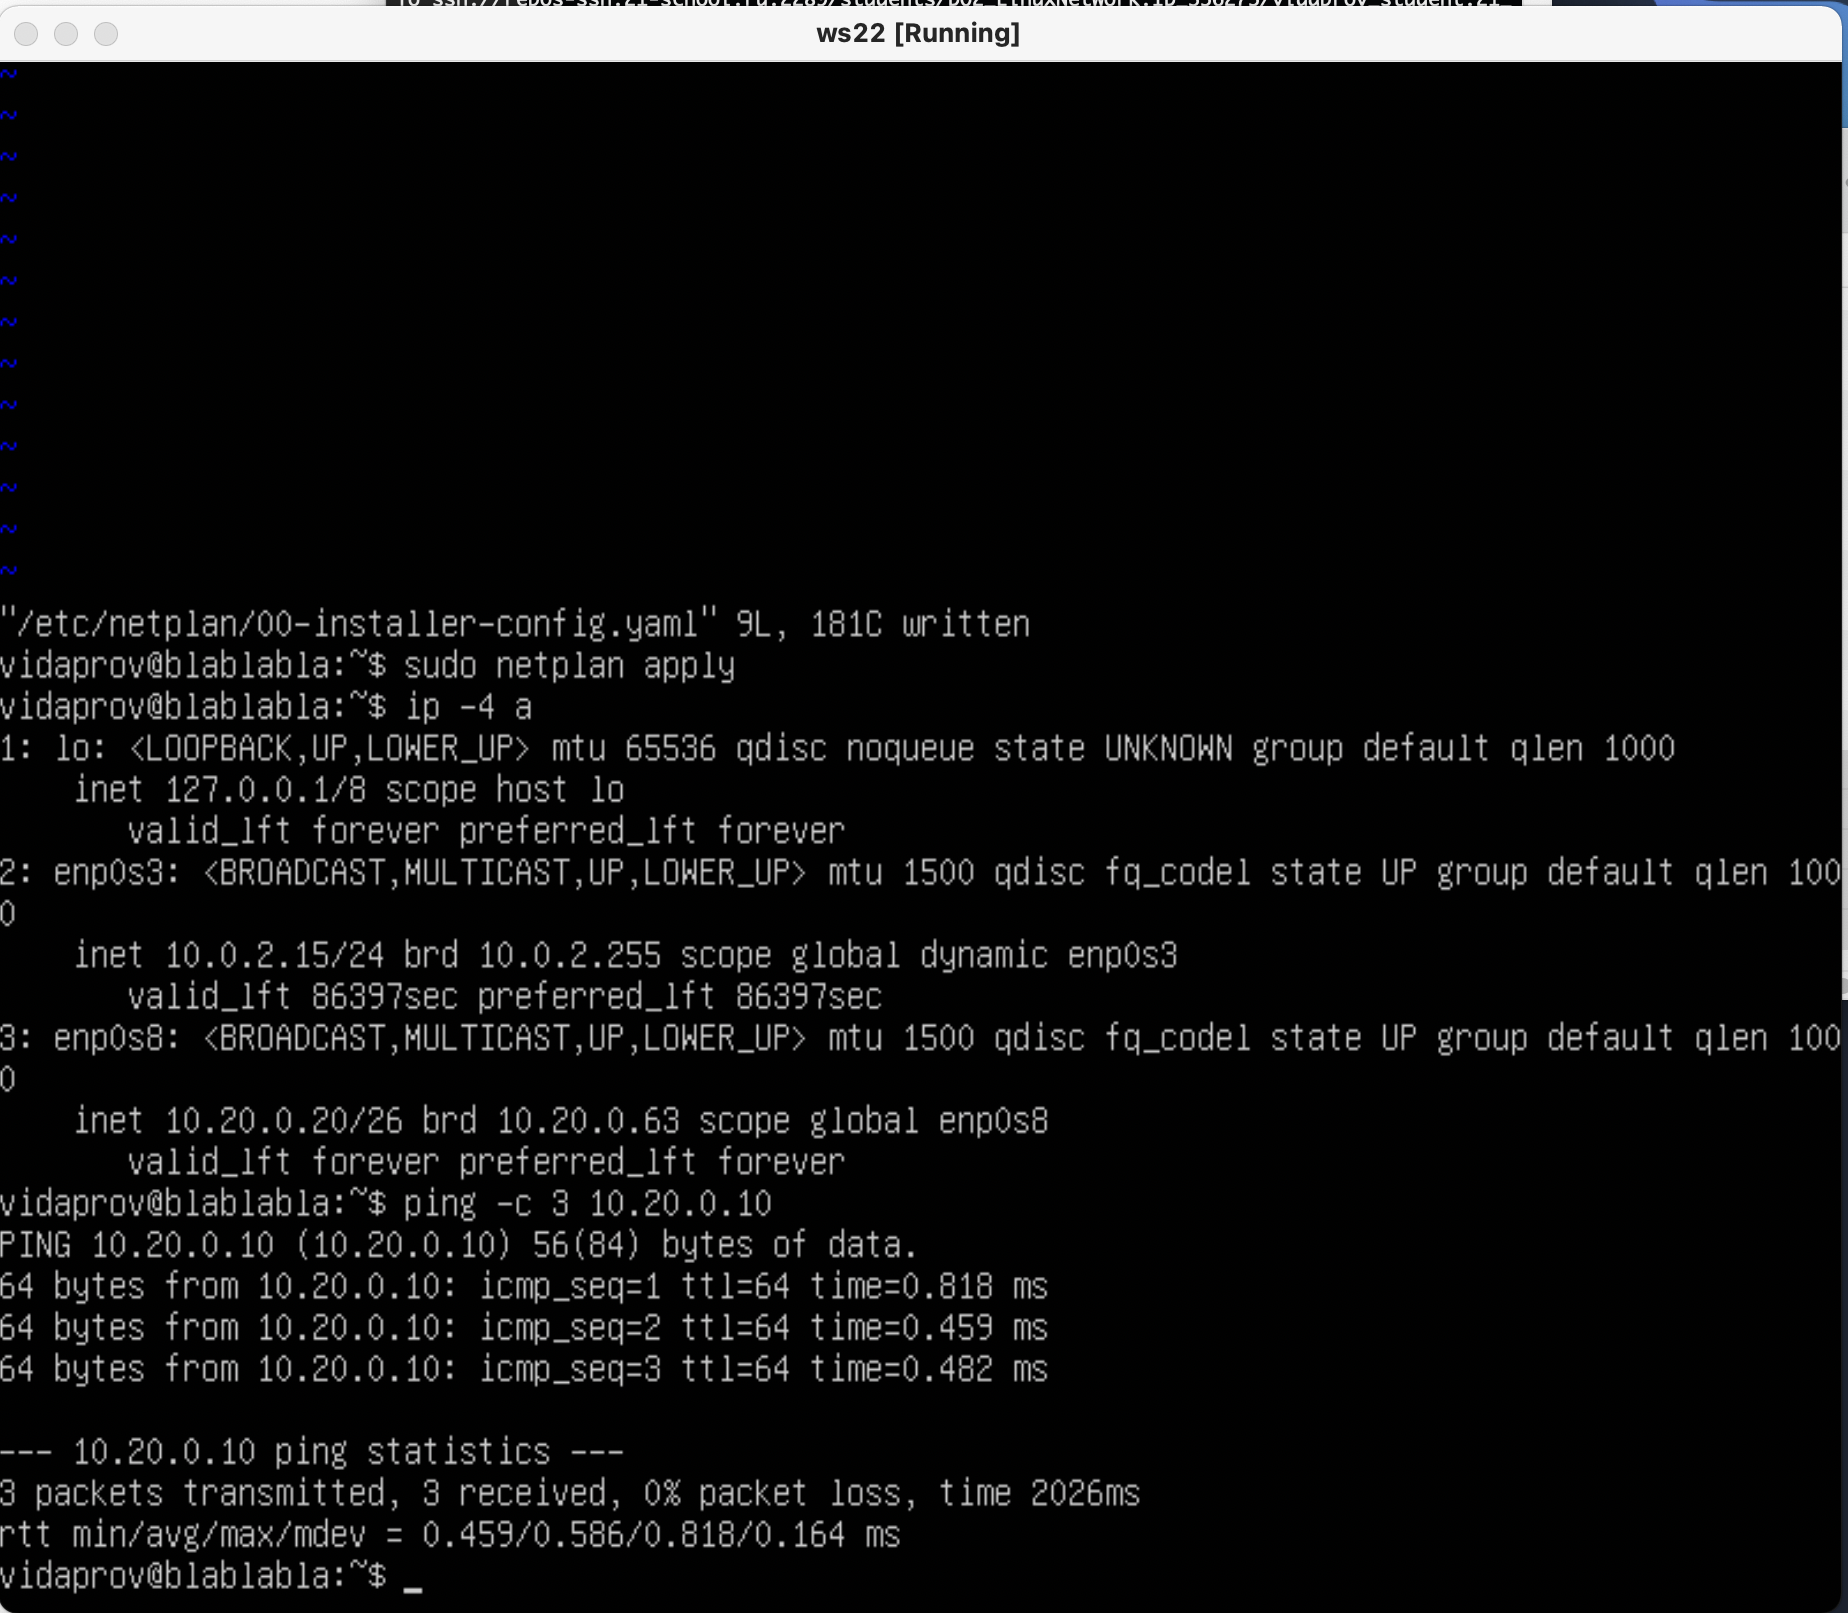 ws22 [Running]
~
~
~
~
~
~
~
~
~
~
~
~
~
"/etc/netplan/00-installer-config.yaml" 9L, 181C written
vidaprov@blablabla:~$ sudo netplan apply
vidaprov@blablabla:~$ ip -4 a
1: lo: <LOOPBACK,UP,LOWER_UP> mtu 65536 qdisc noqueue state UNKNOWN group default qlen 1000
    inet 127.0.0.1/8 scope host lo
       valid_lft forever preferred_lft forever
2: enp0s3: <BROADCAST,MULTICAST,UP,LOWER_UP> mtu 1500 qdisc fq_codel state UP group default qlen 100
0
    inet 10.0.2.15/24 brd 10.0.2.255 scope global dynamic enp0s3
       valid_lft 86397sec preferred_lft 86397sec
3: enp0s8: <BROADCAST,MULTICAST,UP,LOWER_UP> mtu 1500 qdisc fq_codel state UP group default qlen 100
0
    inet 10.20.0.20/26 brd 10.20.0.63 scope global enp0s8
       valid_lft forever preferred_lft forever
vidaprov@blablabla:~$ ping -c 3 10.20.0.10
PING 10.20.0.10 (10.20.0.10) 56(84) bytes of data.
64 bytes from 10.20.0.10: icmp_seq=1 ttl=64 time=0.818 ms
64 bytes from 10.20.0.10: icmp_seq=2 ttl=64 time=0.459 ms
64 bytes from 10.20.0.10: icmp_seq=3 ttl=64 time=0.482 ms

--- 10.20.0.10 ping statistics ---
3 packets transmitted, 3 received, 0% packet loss, time 2026ms
rtt min/avg/max/mdev = 0.459/0.586/0.818/0.164 ms
vidaprov@blablabla:~$ _